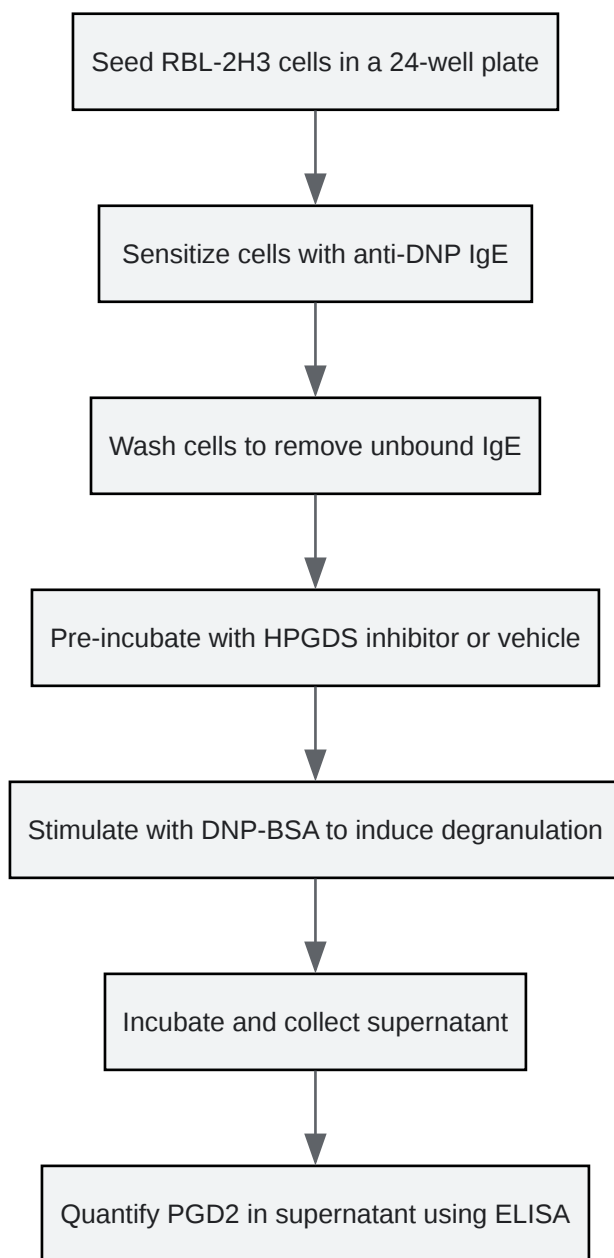 Seed RBL-2H3 cells in a 24-well plate
Sensitize cells with anti-DNP IgE
Wash cells to remove unbound IgE
Pre-incubate with HPGDS inhibitor or vehicle
Stimulate with DNP-BSA to induce degranulation
Incubate and collect supernatant
Quantify PGD2 in supernatant using ELISA